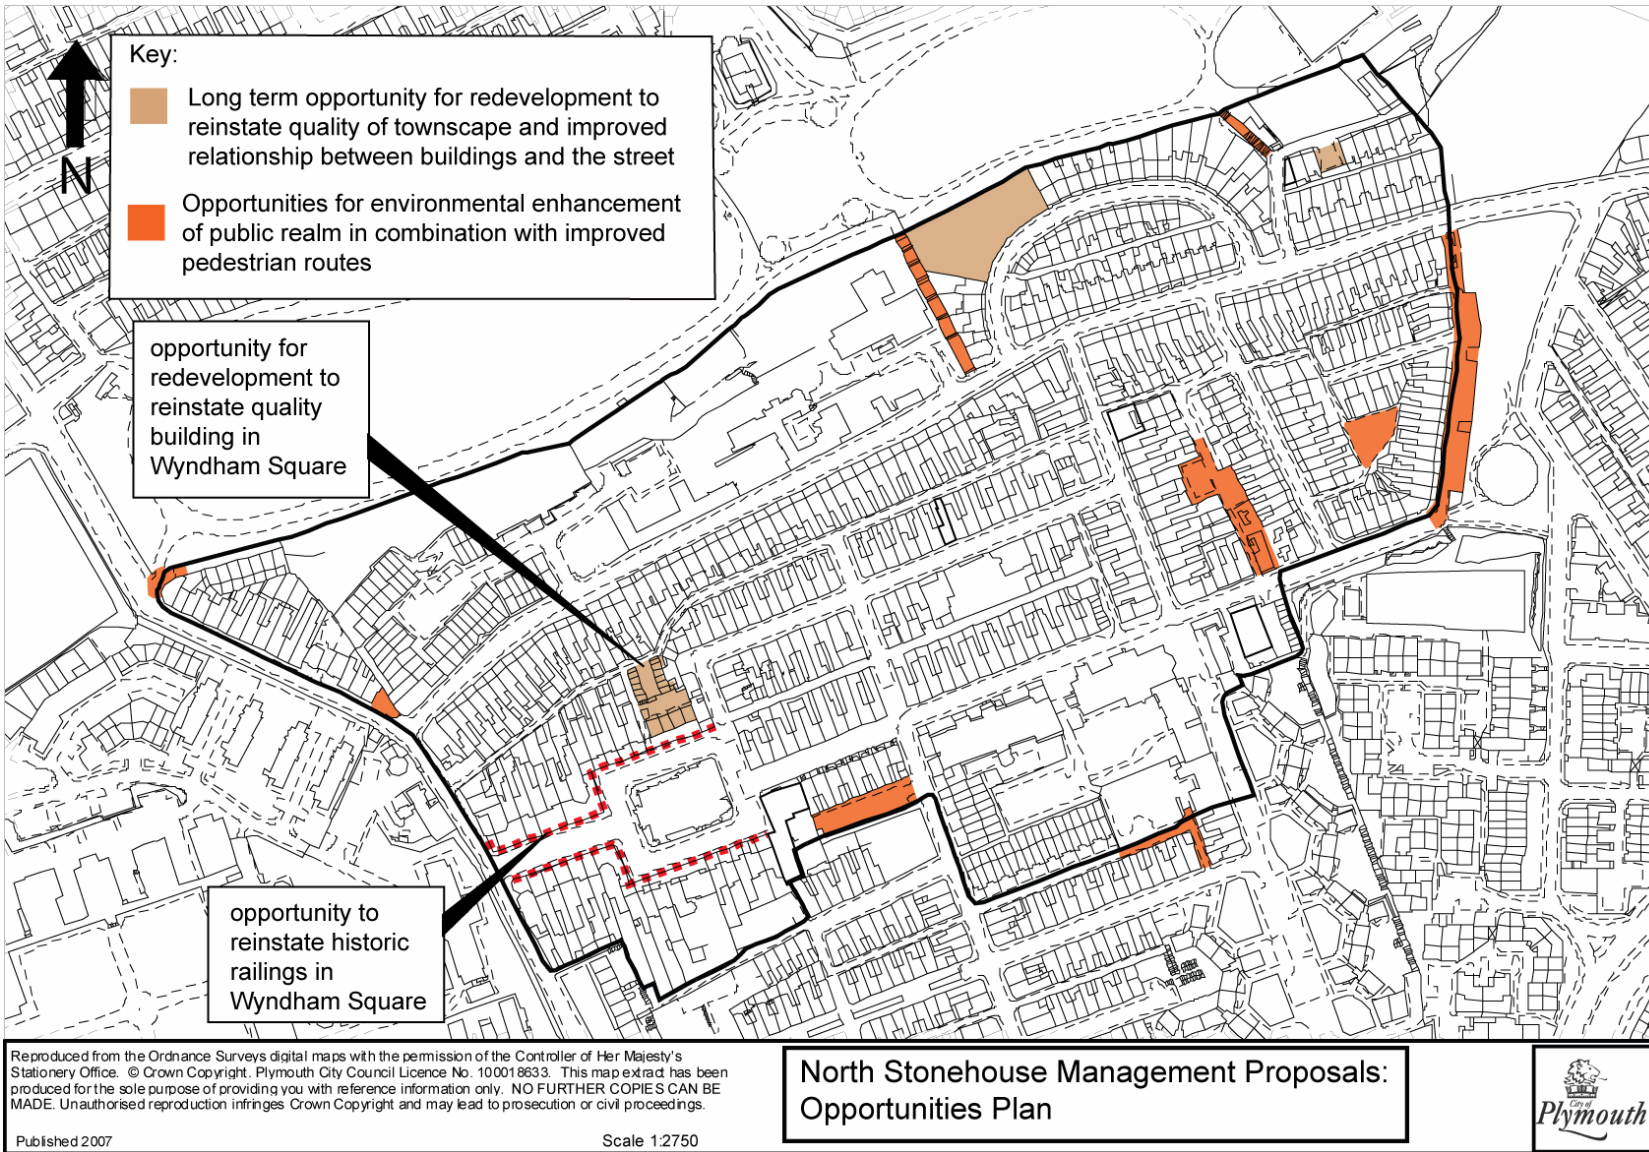 Key:
Long term opportunity for redevelopment to
reinstate quality of townscape and improved
relationship between buildings and the street
N
Opportunities for environmental enhancement
of public realm in combination with improved
pedestrian routes
opportunity for
redevelopment to
reinstate quality
building in
Wyndham Square
opportunity to
reinstate historic
railings in
Wyndham Square
Reproduced from the Ordnance Surveys digital maps with the permission of the Controller of Her Majesty's
Stationery Office. © Crown Copyright. Plymouth City Council Licence No. 100018633. This map extract has been
produced for the sole purpose of providing you with reference information only. NO FURTHER COPIES CAN BE
MADE. Unauthorised reproduction infringes Crown Copyright and may lead to prosecution or civil proceedings.
Published 2007
Scale 1:2750
North Stonehouse Management Proposals:
Opportunities Plan
City of
Plymouth